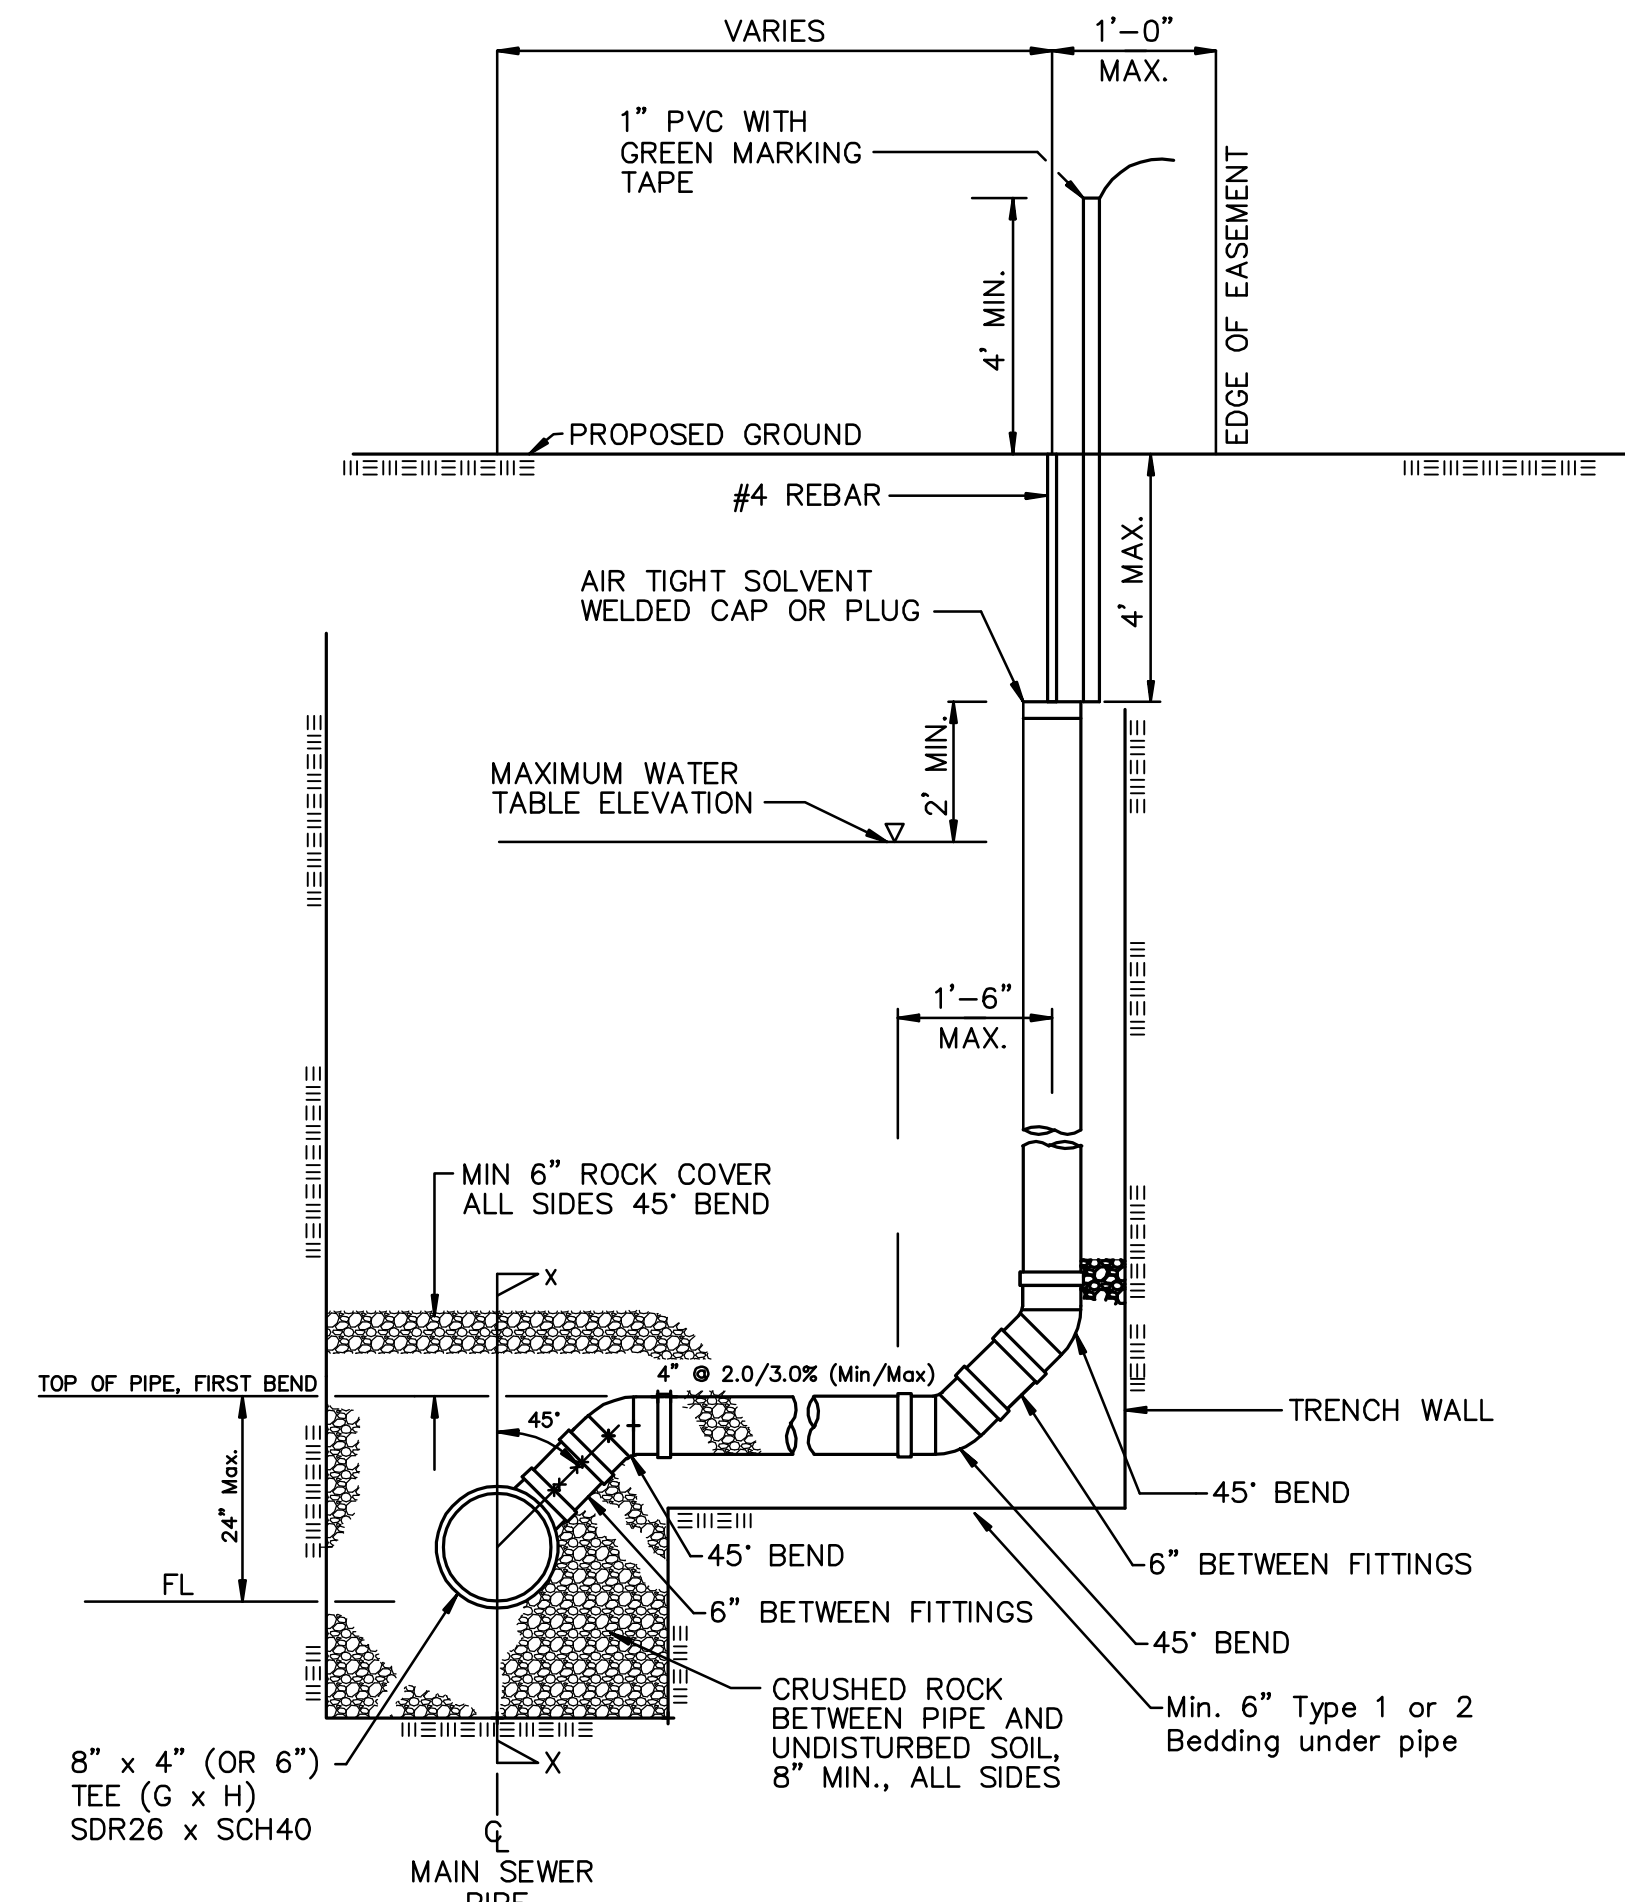 VARIES
1'-0"
MAX.
1" PVC WITH
GREEN MARKING
TAPE
EDGE OF EASEMENT
4' MIN.
PROPOSED GROUND
#4 REBAR
4' MAX.
AIR TIGHT SOLVENT
WELDED CAP OR PLUG
2' MIN.
MAXIMUM WATER
TABLE ELEVATION
1'-6"
MAX.
MIN 6" ROCK COVER
ALL SIDES 45° BEND
X
4" @ 2.0/3.0% (Min/Max)
TOP OF PIPE, FIRST BEND
45°
TRENCH WALL
24" Max.
45° BEND
45° BEND
6" BETWEEN FITTINGS
FL
6" BETWEEN FITTINGS
45° BEND
CRUSHED ROCK
BETWEEN PIPE AND
UNDISTURBED SOIL,
8" MIN., ALL SIDES
Min. 6" Type 1 or 2
Bedding under pipe
X
8" x 4" (OR 6")
TEE (G x H)
SDR26 x SCH40
CL
MAIN SEWER
PIPE